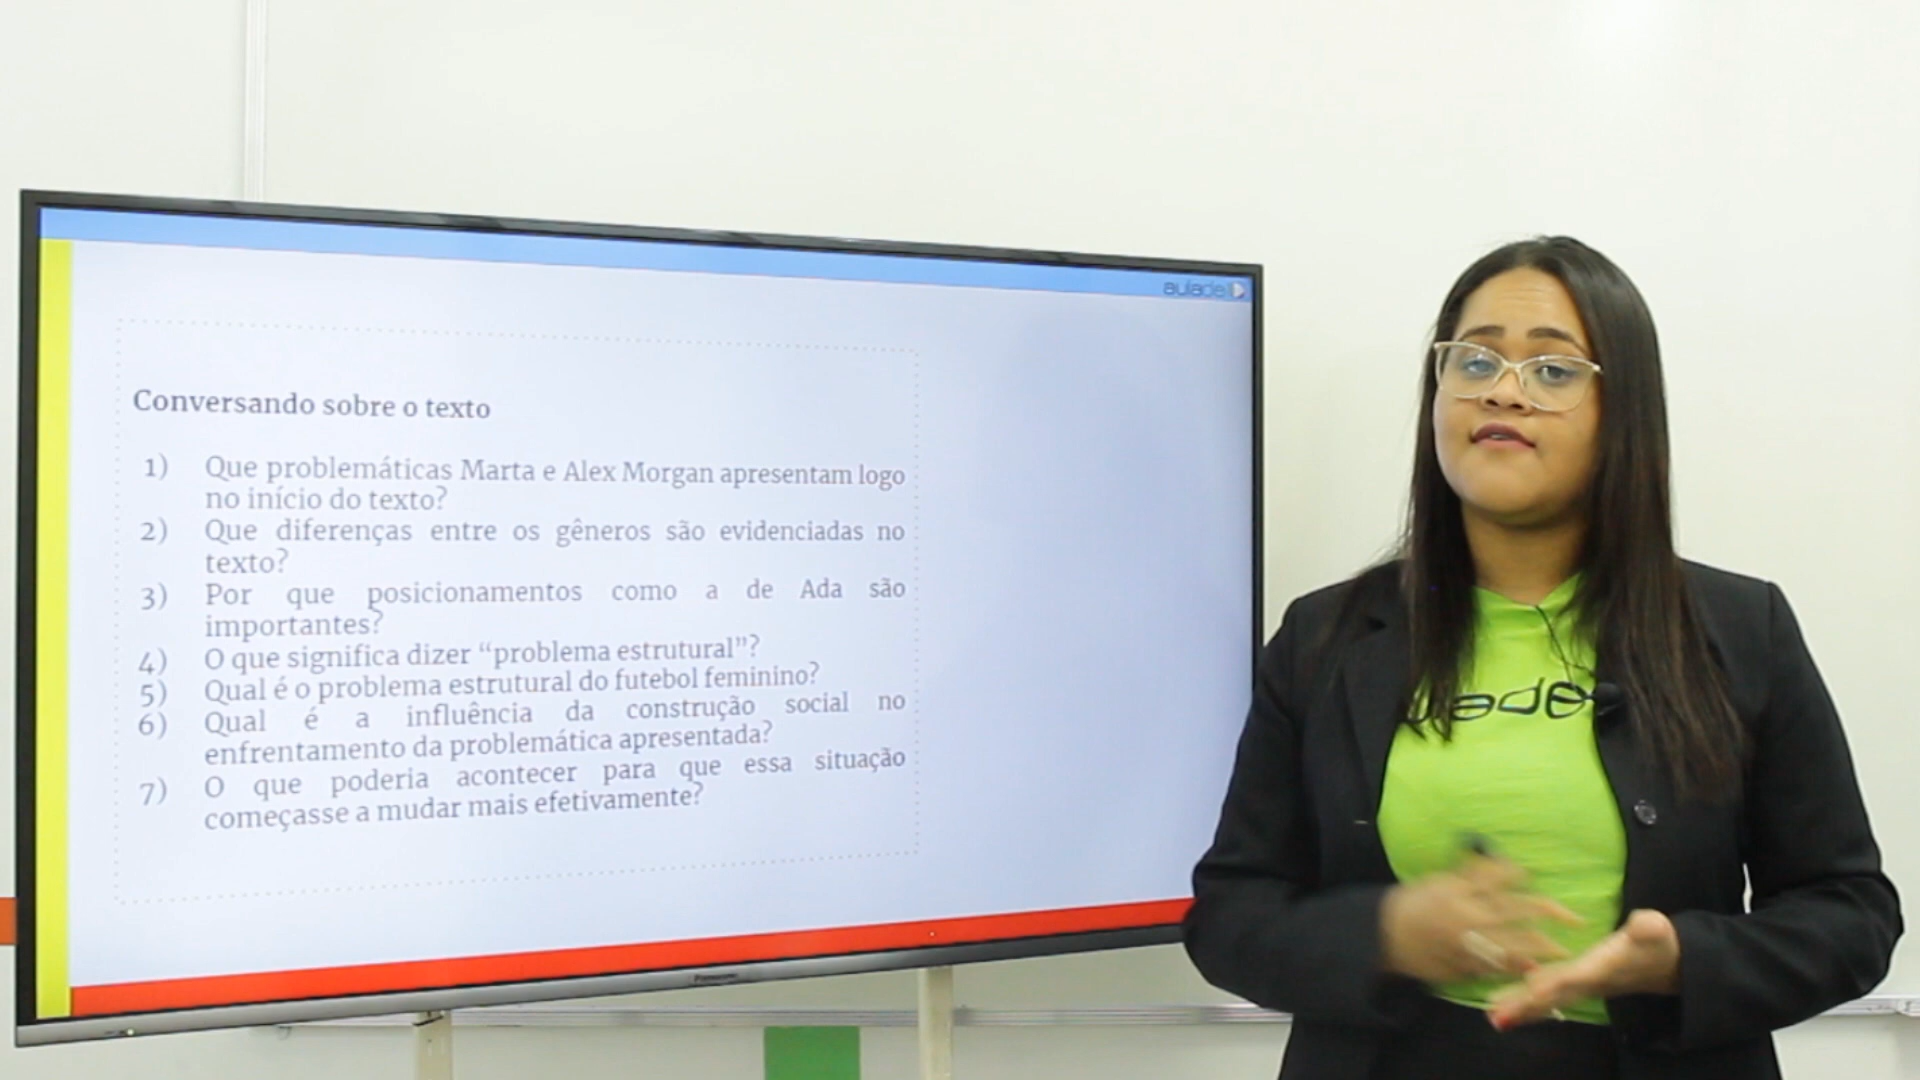 aulade
Conversando sobre o texto
1) Que problemáticas Marta e Alex Morgan apresentam logo
no início do texto?
2) Que diferenças entre os gêneros são evidenciadas no
texto?
3) Por que posicionamentos como a de Ada são
importantes?
4) O que significa dizer “problema estrutural”?
5) Qual é o problema estrutural do futebol feminino?
6) Qual é a influência da construção social no
enfrentamento da problemática apresentada?
7) O que poderia acontecer para que essa situação
começasse a mudar mais efetivamente?